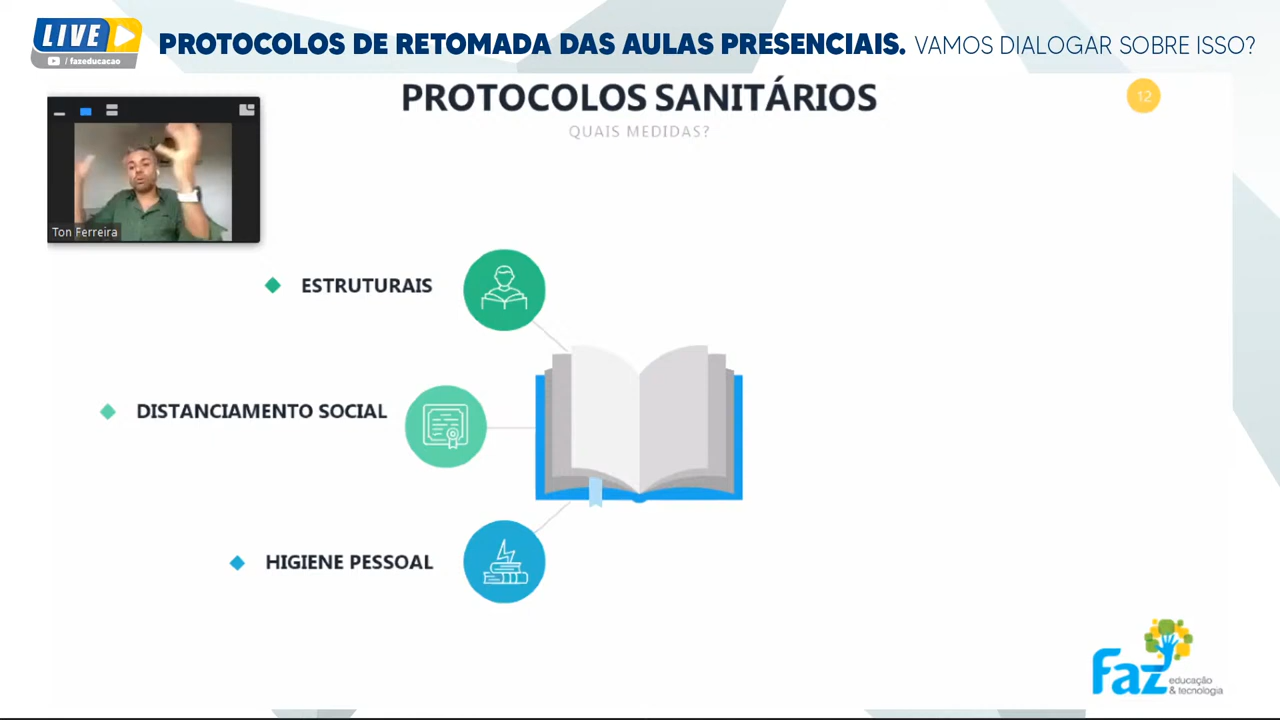 LIVE
/ fazeducacao
PROTOCOLOS DE RETOMADA DAS AULAS PRESENCIAIS. VAMOS DIALOGAR SOBRE ISSO?
PROTOCOLOS SANITÁRIOS
12
QUAIS MEDIDAS?
Ton Ferreira
ESTRUTURAIS
DISTANCIAMENTO SOCIAL
HIGIENE PESSOAL
Faz
educação
& tecnologia